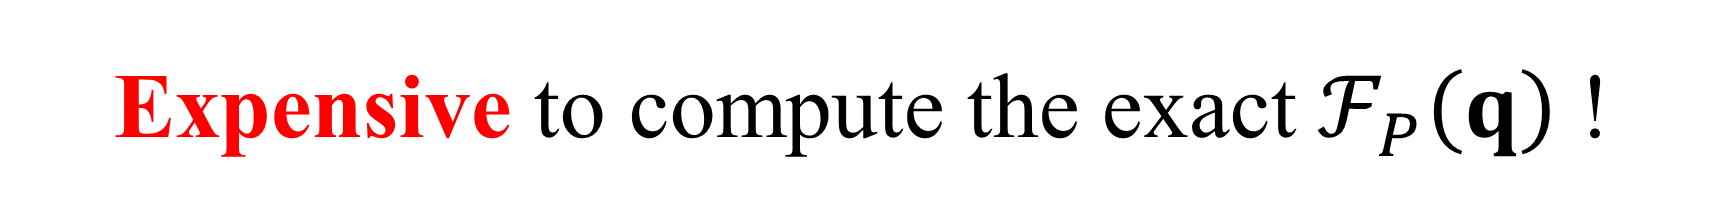 Expensive to compute the exact ℱ_P(𝐪) !